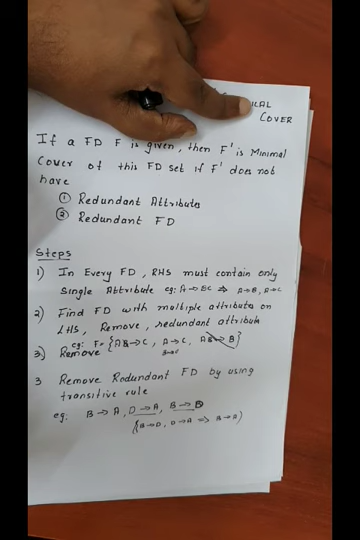 ICAL
COVER
If a FD F is given, then F' is Minimal
Cover of this FD set if F' does not
have
① Redundant Attributes
② Redundant FD
Steps
1) In Every FD, RHS must contain only
Single Attribute eg: A→BC ⇒ A→B, A→C
2) Find FD with multiple attributes on
LHS, Remove, redundant attribute
eg: F= {AB→C, A→C, AB→B}
3) Remove
3 Remove Redundant FD by using
transitive rule
eg: B→A, D→A, B→D
{B→D, D→A ⇒ B→A}